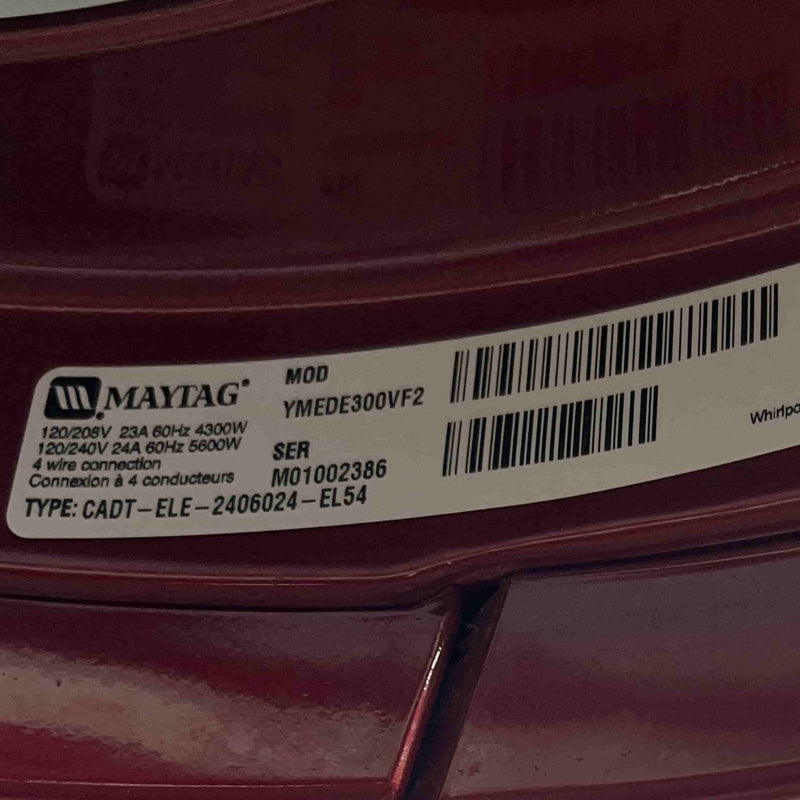 MAYTAG®
120/208V 23A 60Hz 4300W
120/240V 24A 60Hz 5600W
4 wire connection
Connexion à 4 conducteurs
TYPE: CADT-ELE-2406024-EL54
MOD
YMEDE300VF2
SER
M01002386
Whirlpo